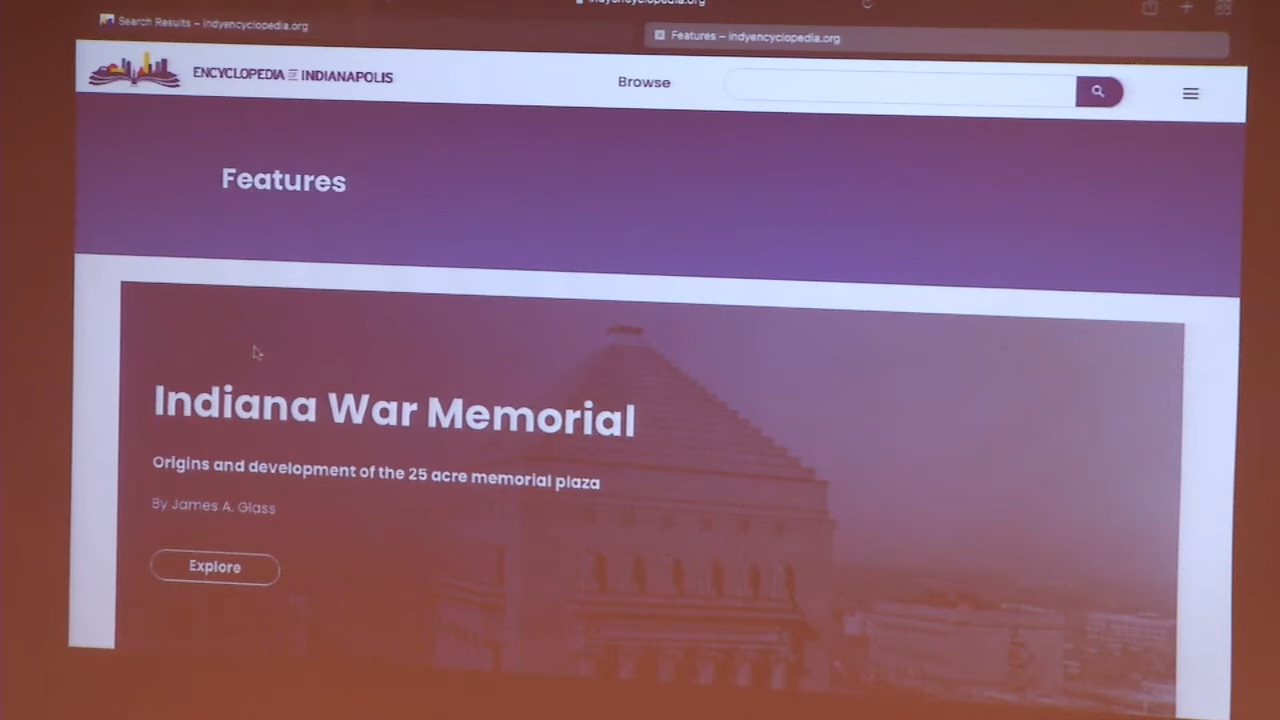 indyencyclopedia.org
Search Results – indyencyclopedia.org
Features – indyencyclopedia.org
ENCYCLOPEDIA OF INDIANAPOLIS
Browse
Features
Indiana War Memorial
Origins and development of the 25 acre memorial plaza
By James A. Glass
Explore